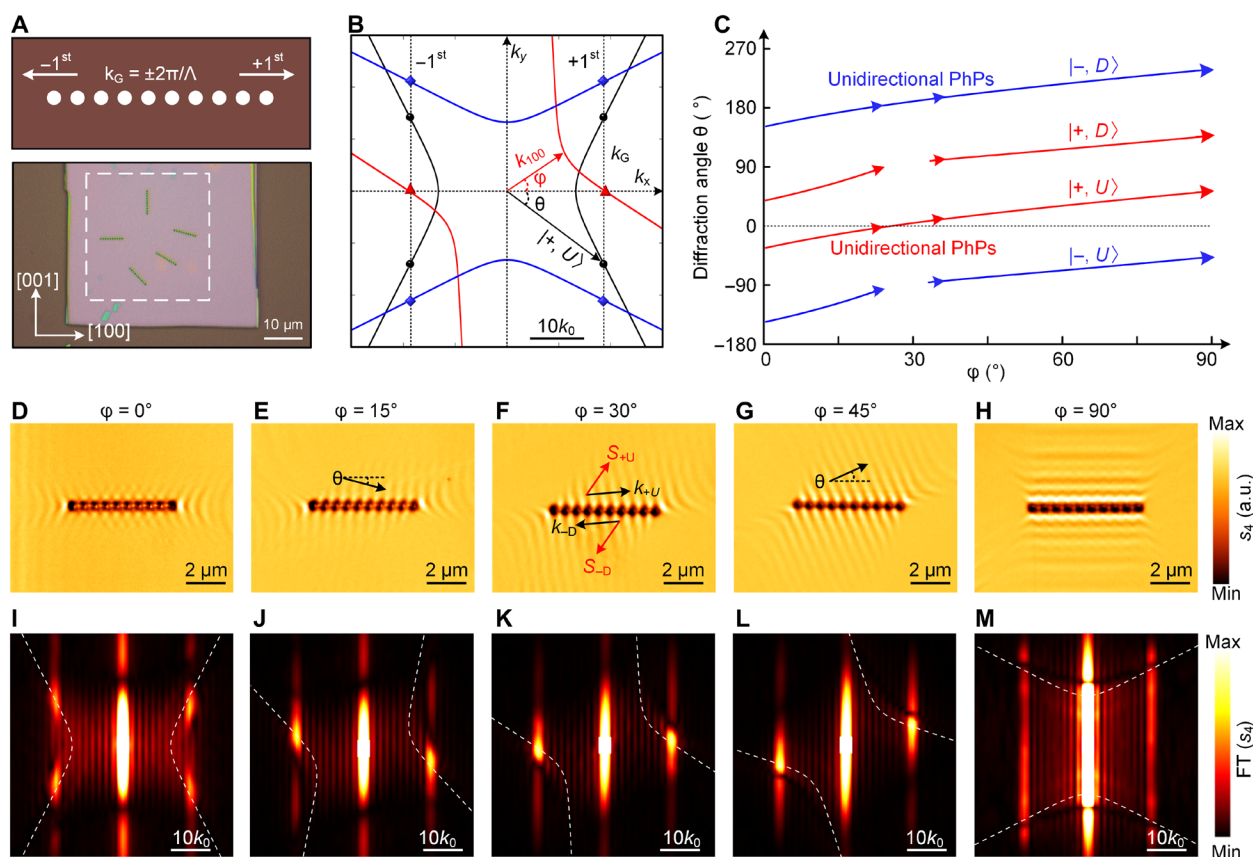 A
−1st
kG = ±2π/Λ
+1st
[001]
[100]
10 μm
B
−1st
ky
+1st
k100
φ
kG
kx
θ
|+, U⟩
10k0
C
Diffraction angle θ (°)
270
180
90
0
−90
−180
0
30
60
90
φ (°)
Unidirectional PhPs
|−, D⟩
|+, D⟩
|+, U⟩
Unidirectional PhPs
|−, U⟩
D
φ = 0°
2 μm
E
φ = 15°
θ
2 μm
F
φ = 30°
S+U
k+U
k−D
S−D
2 μm
G
φ = 45°
θ
2 μm
H
φ = 90°
2 μm
Max
s4 (a.u.)
Min
I
10k0
J
10k0
K
10k0
L
10k0
M
10k0
Max
FT (s4)
Min